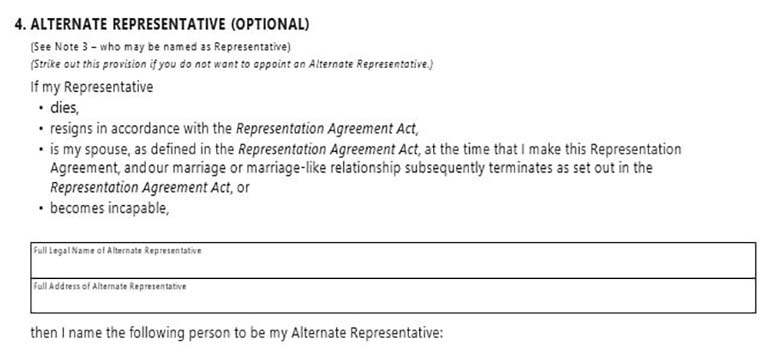 4. ALTERNATE REPRESENTATIVE (OPTIONAL)
(See Note 3 – who may be named as Representative)
(Strike out this provision if you do not want to appoint an Alternate Representative.)
If my Representative
• dies,
• resigns in accordance with the Representation Agreement Act,
• is my spouse, as defined in the Representation Agreement Act, at the time that I make this Representation
Agreement, and our marriage or marriage-like relationship subsequently terminates as set out in the
Representation Agreement Act, or
• becomes incapable,
Full Legal Name of Alternate Representative
Full Address of Alternate Representative
then I name the following person to be my Alternate Representative: